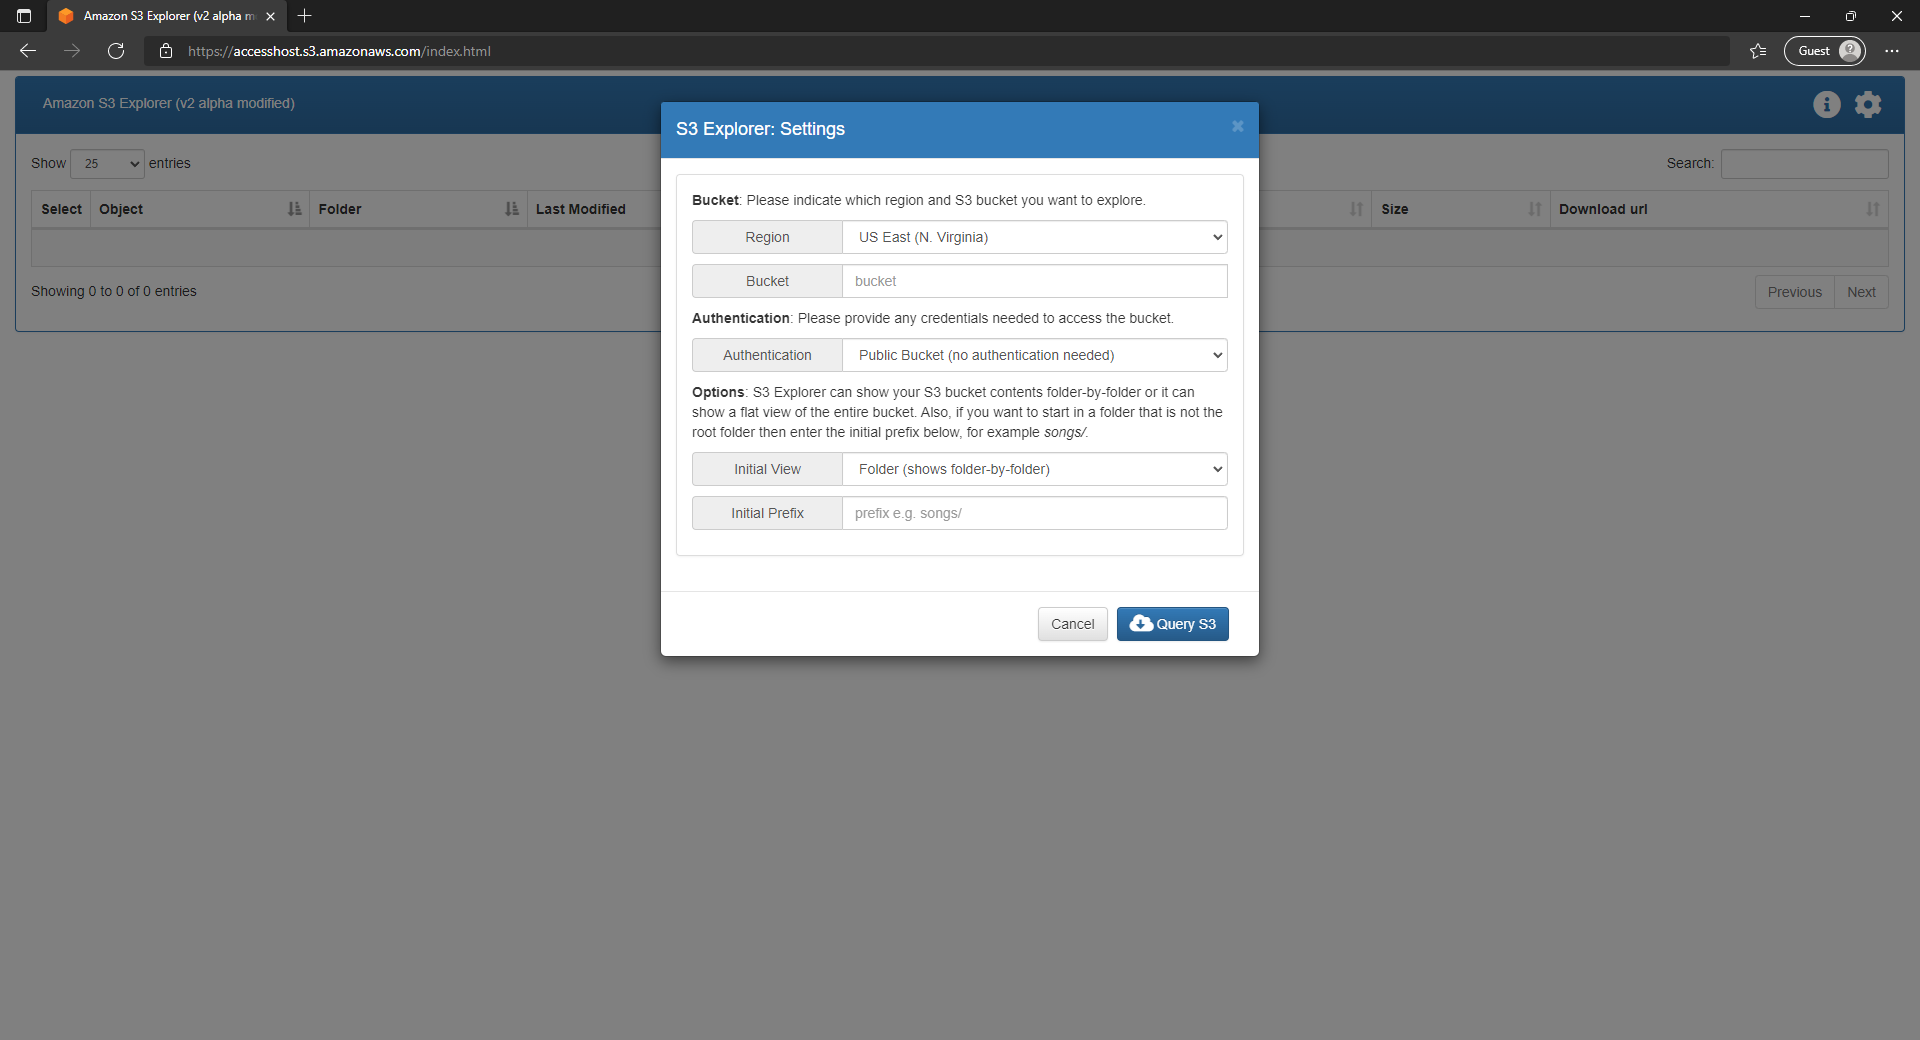 Amazon S3 Explorer (v2 alpha m
https://accesshost.s3.amazonaws.com/index.html
Guest
Amazon S3 Explorer (v2 alpha modified)
Show 25 entries
Search:
Select Object Folder Last Modified Size Download url
Showing 0 to 0 of 0 entries
Previous Next
S3 Explorer: Settings
Bucket: Please indicate which region and S3 bucket you want to explore.
Region US East (N. Virginia)
Bucket bucket
Authentication: Please provide any credentials needed to access the bucket.
Authentication Public Bucket (no authentication needed)
Options: S3 Explorer can show your S3 bucket contents folder-by-folder or it can
show a flat view of the entire bucket. Also, if you want to start in a folder that is not the
root folder then enter the initial prefix below, for example songs/.
Initial View Folder (shows folder-by-folder)
Initial Prefix prefix e.g. songs/
Cancel Query S3